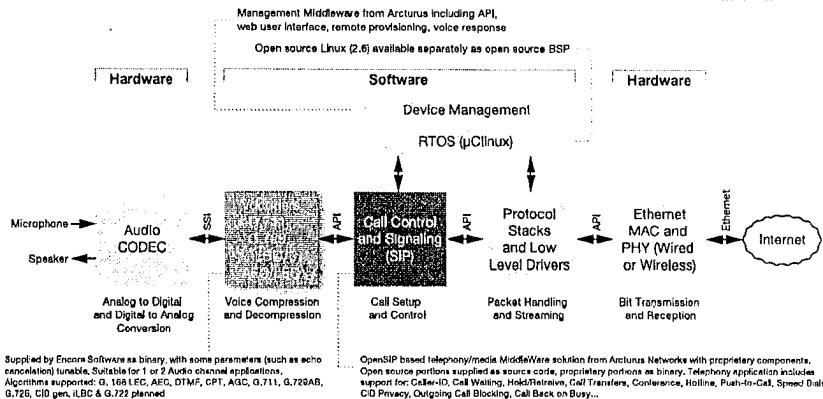 Management Middleware from Arcturus including API,
web user interface, remote provisioning, voice response
Open source Linux (2.6) available separately as open source BSP
Hardware
Software
Hardware
Device Management
RTOS (µClinux)
Microphone
Speaker
Audio
CODEC
SSI
API
Call Control
and Signaling
(SIP)
API
Protocol
Stacks
and Low
Level Drivers
API
Ethernet
MAC and
PHY (Wired
or Wireless)
Ethernet
Internet
Analog to Digital
and Digital to Analog
Conversion
Voice Compression
and Decompression
Call Setup
and Control
Packet Handling
and Streaming
Bit Transmission
and Reception
Supplied by Encore Software as binary, with some parameters (such as echo
cancelation) tunable. Suitable for 1 or 2 Audio channel applications.
Algorithms supported: G, 168 LEC, AEC, DTMF, CPT, AGC, G.711, G.729AB,
G.726, CID gen, iLBC & G.722 planned
OpenSIP based telephony/media MiddleWare solution from Arcturus Networks with proprietary components.
Open source portions supplied as source code, proprietary portions as binary. Telephony application includes
support for: Caller-ID, Call Waiting, Hold/Retreive, Call Transfers, Conference, Hotline, Push-to-Call, Speed Dials
CID Privacy, Outgoing Call Blocking, Call Back on Busy...